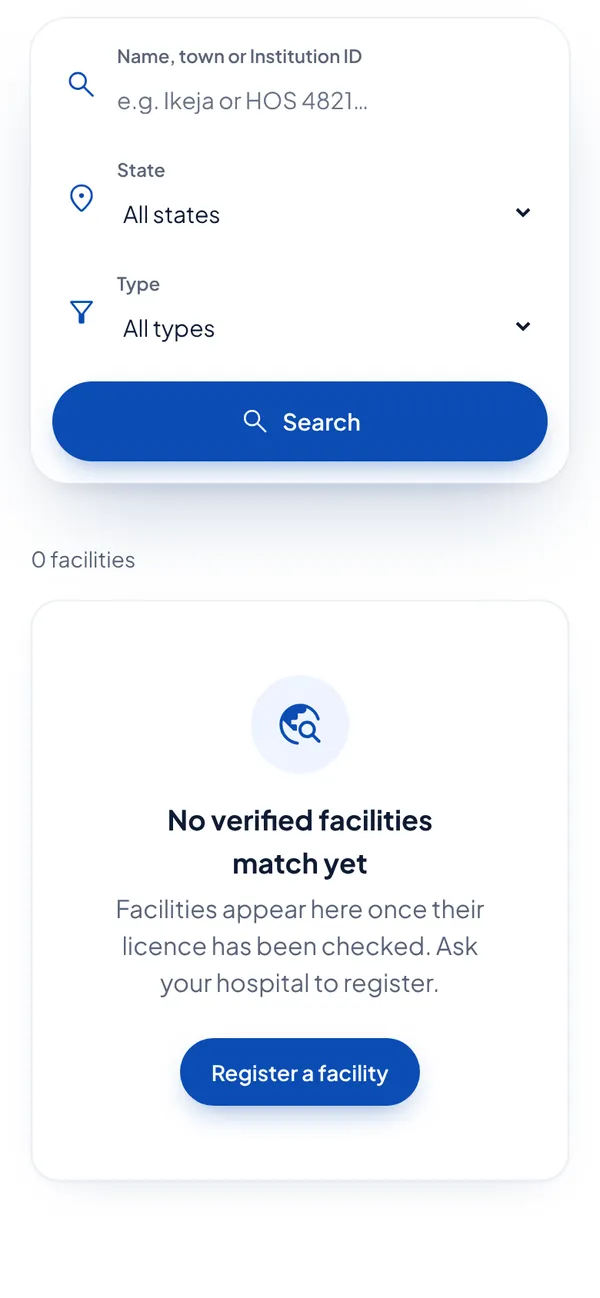 Name, town or Institution ID
e.g. Ikeja or HOS 4821...
State
All states
Type
All types
Search
0 facilities
No verified facilities
match yet
Facilities appear here once their
licence has been checked. Ask
your hospital to register.
Register a facility